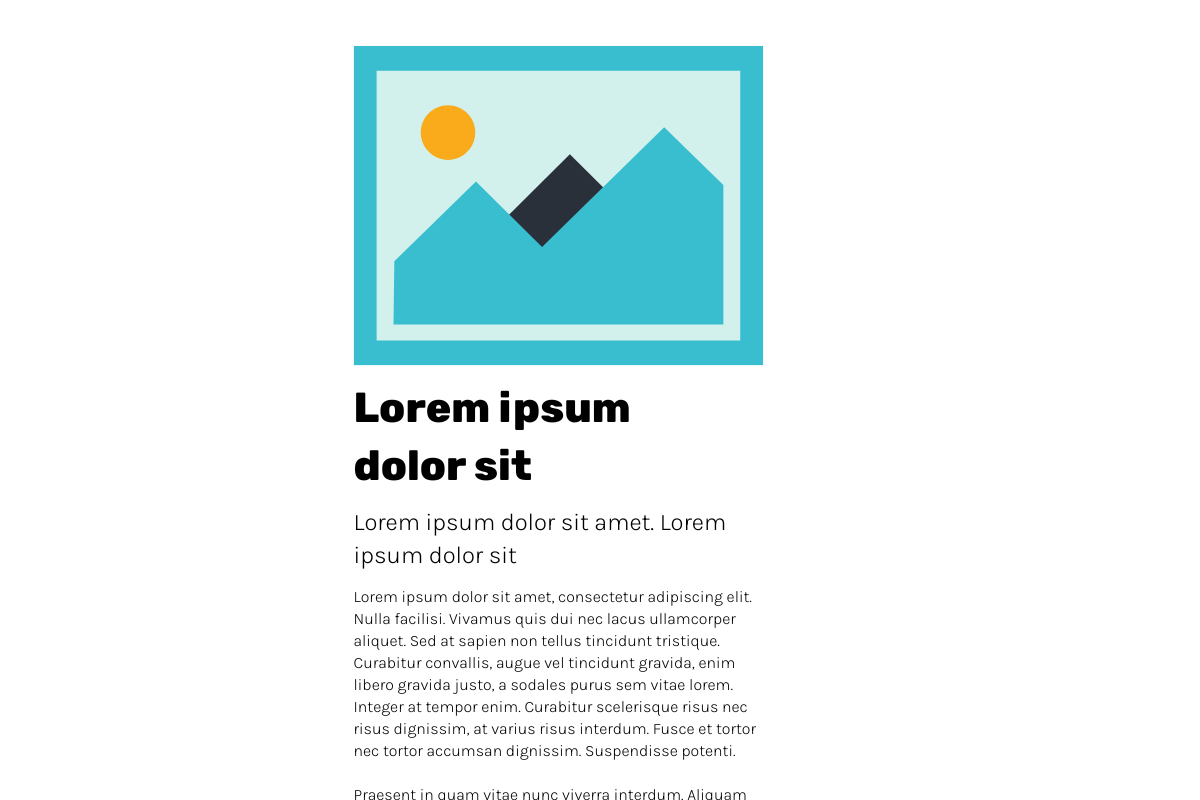 Lorem ipsum
dolor sit
Lorem ipsum dolor sit amet. Lorem
ipsum dolor sit
Lorem ipsum dolor sit amet, consectetur adipiscing elit.
Nulla facilisi. Vivamus quis dui nec lacus ullamcorper
aliquet. Sed at sapien non tellus tincidunt tristique.
Curabitur convallis, augue vel tincidunt gravida, enim
libero gravida justo, a sodales purus sem vitae lorem.
Integer at tempor enim. Curabitur scelerisque risus nec
risus dignissim, at varius risus interdum. Fusce et tortor
nec tortor accumsan dignissim. Suspendisse potenti.
Praesent in quam vitae nunc viverra interdum. Aliquam